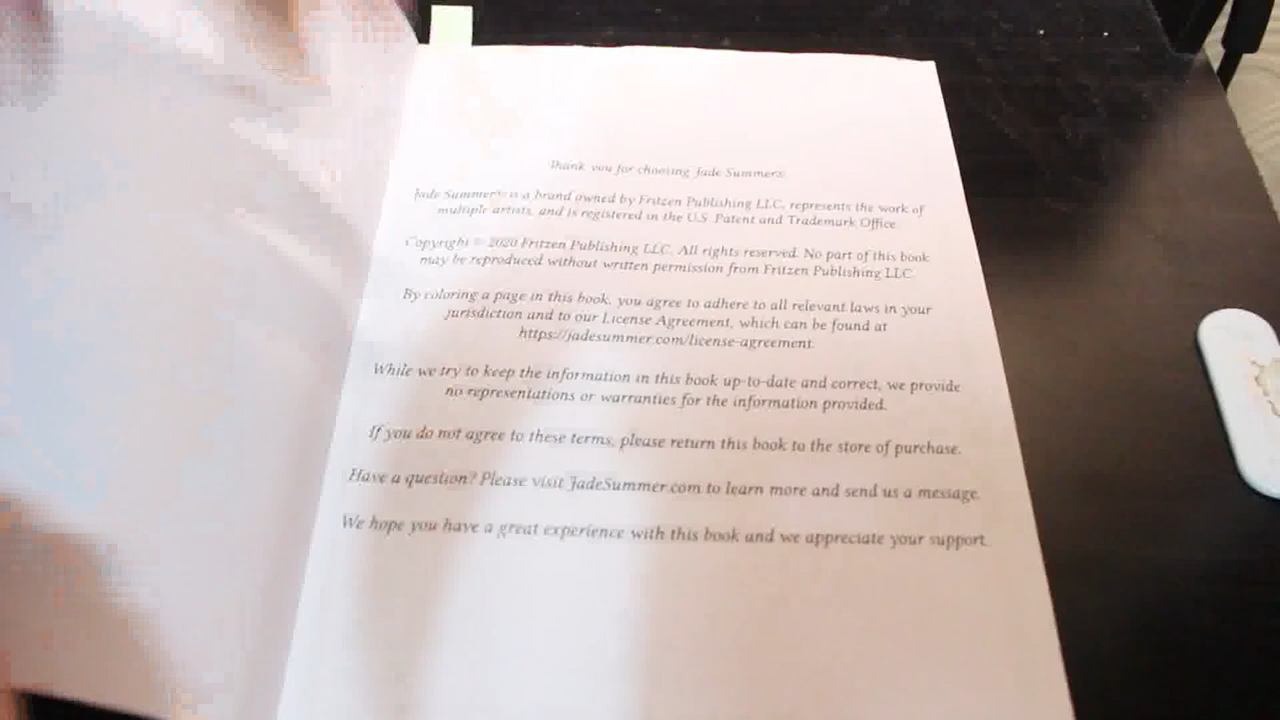 Thank you for choosing Jade Summer®.
Jade Summer® is a brand owned by Fritzen Publishing LLC, represents the work of
multiple artists, and is registered in the U.S. Patent and Trademark Office.
Copyright © 2020 Fritzen Publishing LLC. All rights reserved. No part of this book
may be reproduced without written permission from Fritzen Publishing LLC.
By coloring a page in this book, you agree to adhere to all relevant laws in your
jurisdiction and to our License Agreement, which can be found at
https://jadesummer.com/license-agreement.
While we try to keep the information in this book up-to-date and correct, we provide
no representations or warranties for the information provided.
If you do not agree to these terms, please return this book to the store of purchase.
Have a question? Please visit JadeSummer.com to learn more and send us a message.
We hope you have a great experience with this book and we appreciate your support.